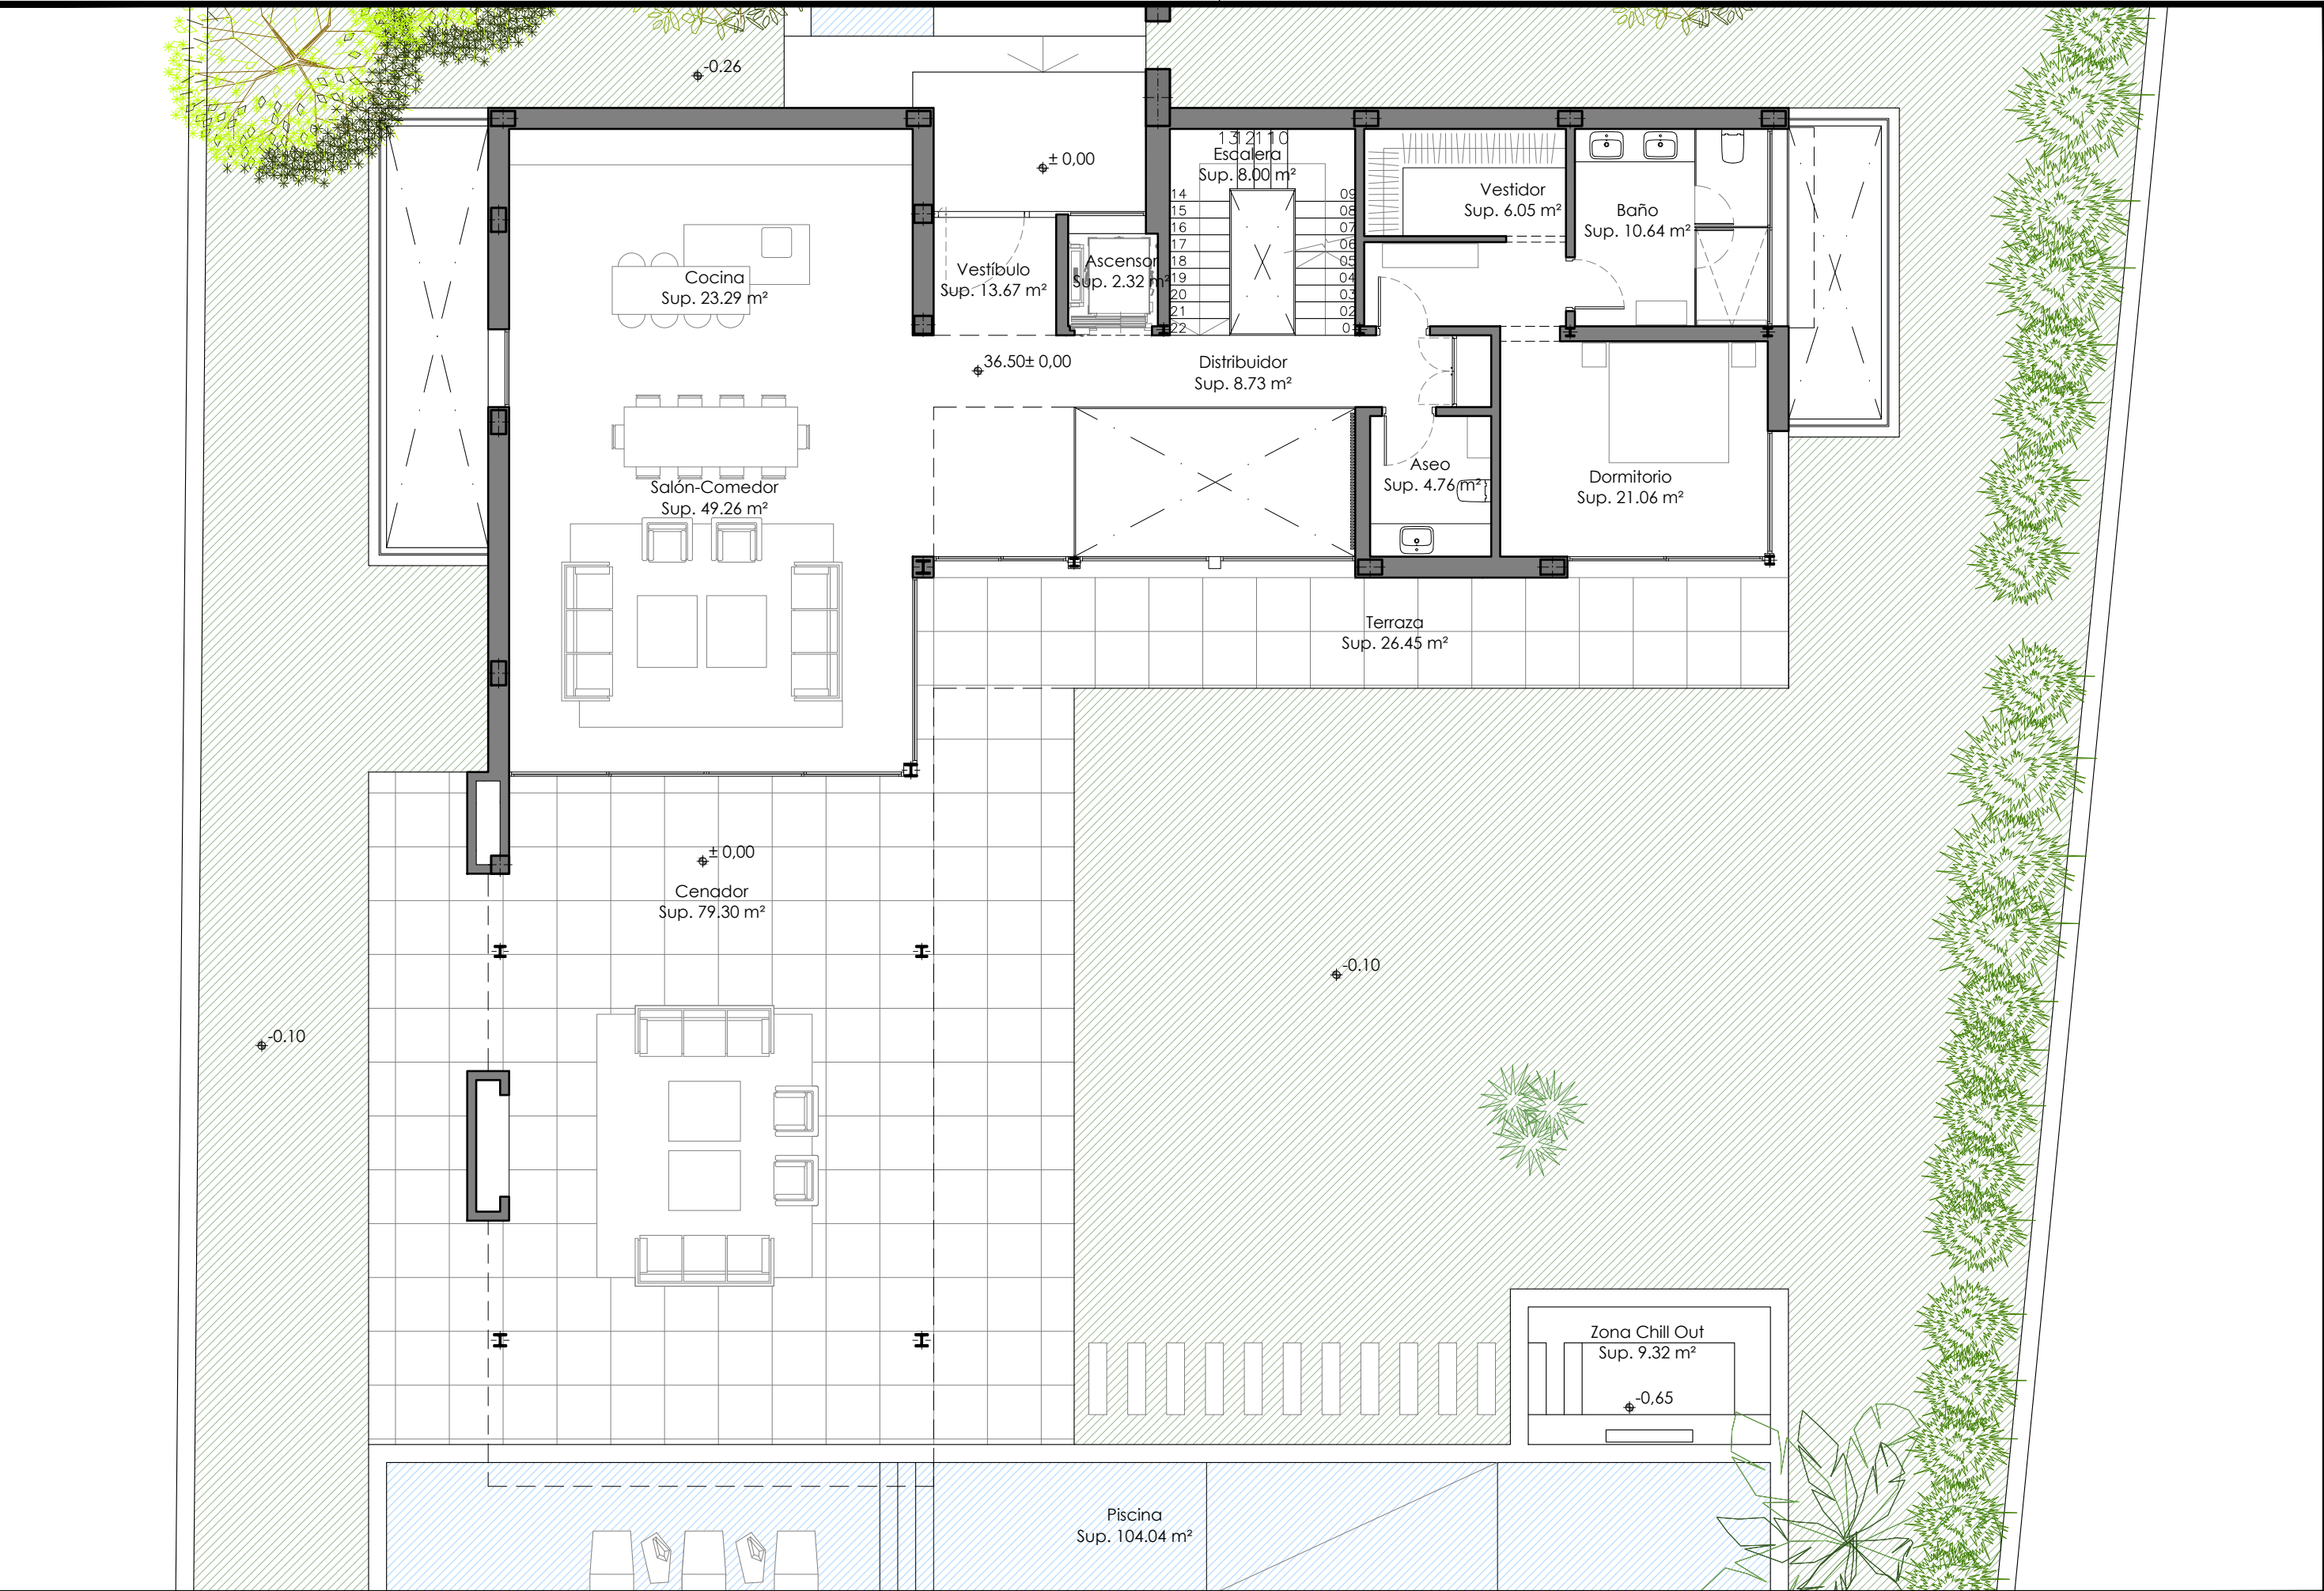 -0.26
± 0,00
13
12
11
10
Escalera
Sup. 8.00 m²
14
15
16
17
18
19
20
21
22
09
08
07
06
05
04
03
02
Vestidor
Sup. 6.05 m²
Baño
Sup. 10.64 m²
Cocina
Sup. 23.29 m²
Vestíbulo
Sup. 13.67 m²
Ascensor
Sup. 2.32 m²
36.50± 0,00
Distribuidor
Sup. 8.73 m²
Salón-Comedor
Sup. 49.26 m²
Aseo
Sup. 4.76 m²
Dormitorio
Sup. 21.06 m²
Terraza
Sup. 26.45 m²
± 0,00
Cenador
Sup. 79.30 m²
-0.10
-0.10
Zona Chill Out
Sup. 9.32 m²
-0,65
Piscina
Sup. 104.04 m²